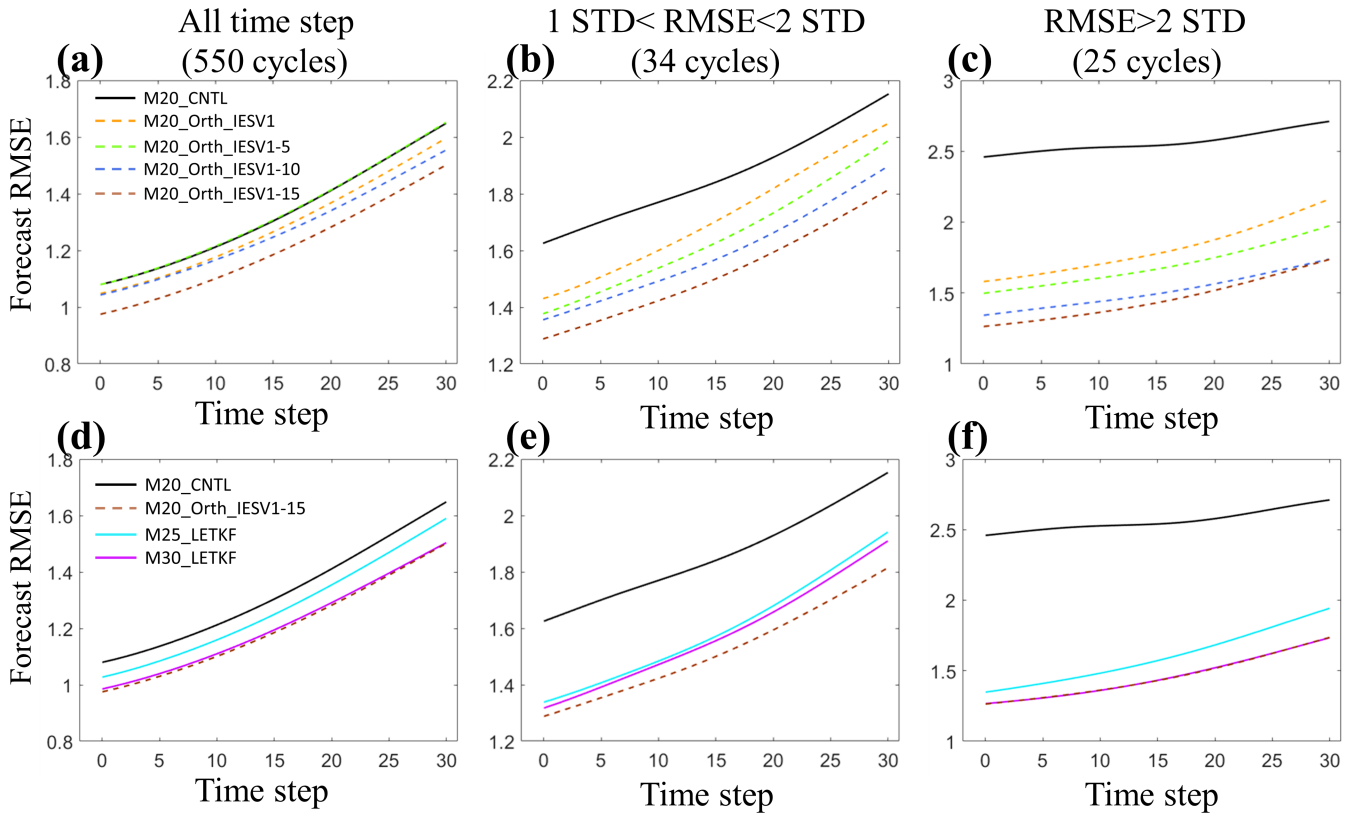 All time step
(550 cycles)
1 STD< RMSE<2 STD
(34 cycles)
RMSE>2 STD
(25 cycles)
(a)
Forecast RMSE
1.8
1.6
1.4
1.2
1
0.8
M20_CNTL
M20_Orth_IESV1
M20_Orth_IESV1-5
M20_Orth_IESV1-10
M20_Orth_IESV1-15
0 5 10 15 20 25 30
Time step
(b)
2.2
2
1.8
1.6
1.4
1.2
0 5 10 15 20 25 30
Time step
(c)
3
2.5
2
1.5
1
0 5 10 15 20 25 30
Time step
(d)
Forecast RMSE
1.8
1.6
1.4
1.2
1
0.8
M20_CNTL
M20_Orth_IESV1-15
M25_LETKF
M30_LETKF
0 5 10 15 20 25 30
Time step
(e)
2.2
2
1.8
1.6
1.4
1.2
0 5 10 15 20 25 30
Time step
(f)
3
2.5
2
1.5
1
0 5 10 15 20 25 30
Time step